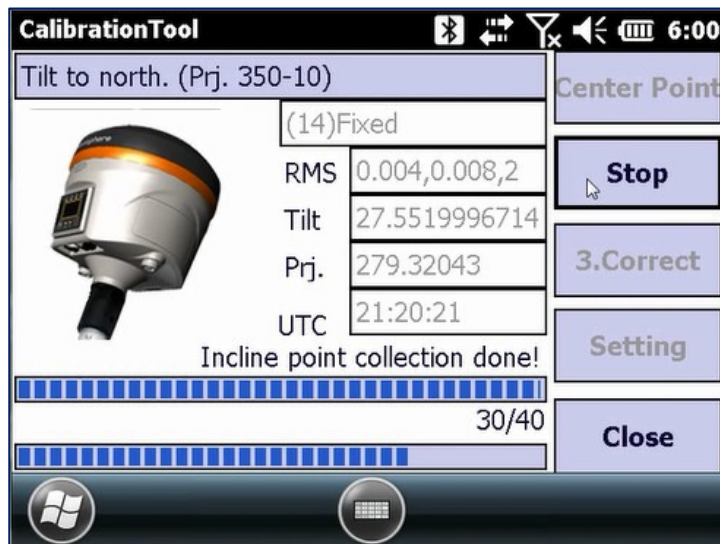 CalibrationTool 6:00
Tilt to north. (Prj. 350-10)
Center Point
(14)Fixed
RMS 0.004,0.008,2
Stop
Tilt 27.5519996714
Prj. 279.32043
3.Correct
UTC 21:20:21
Setting
Incline point collection done!
30/40
Close